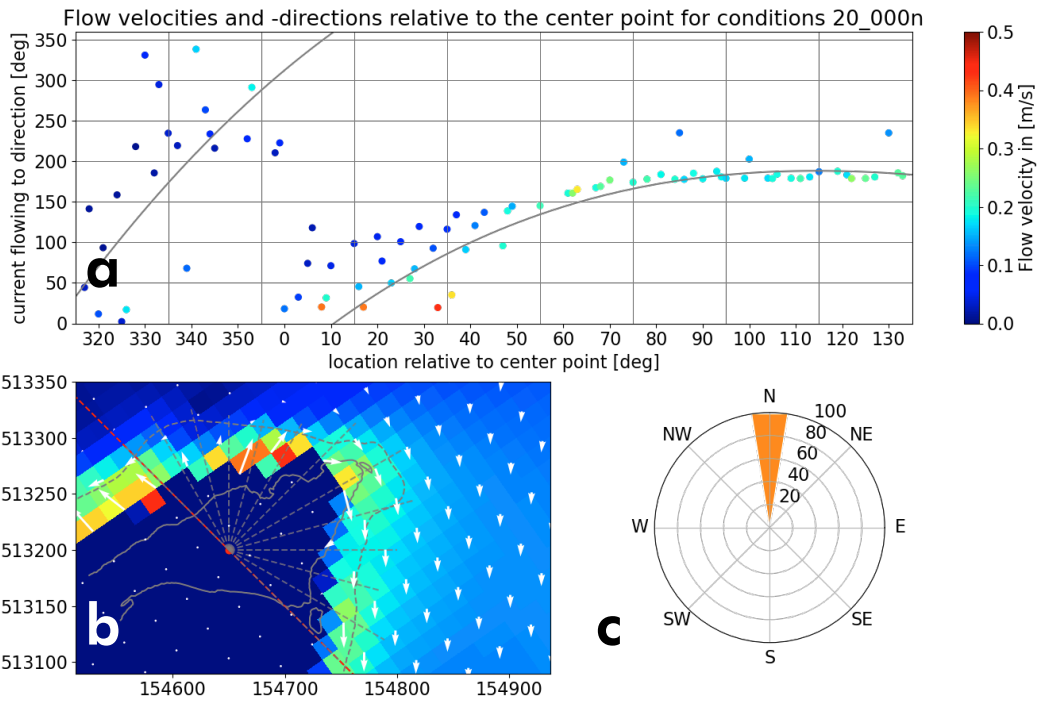 Flow velocities and -directions relative to the center point for conditions 20_000n
current flowing to direction [deg]
350
300
250
200
150
100
50
0
a
320 330 340 350 0 10 20 30 40 50 60 70 80 90 100 110 120 130
location relative to center point [deg]
0.5
0.4
0.3
0.2
0.1
0.0
Flow velocity in [m/s]
513350
513300
513250
513200
513150
513100
b
154600 154700 154800 154900
c
N
NE
E
SE
S
SW
W
NW
100
80
60
40
20